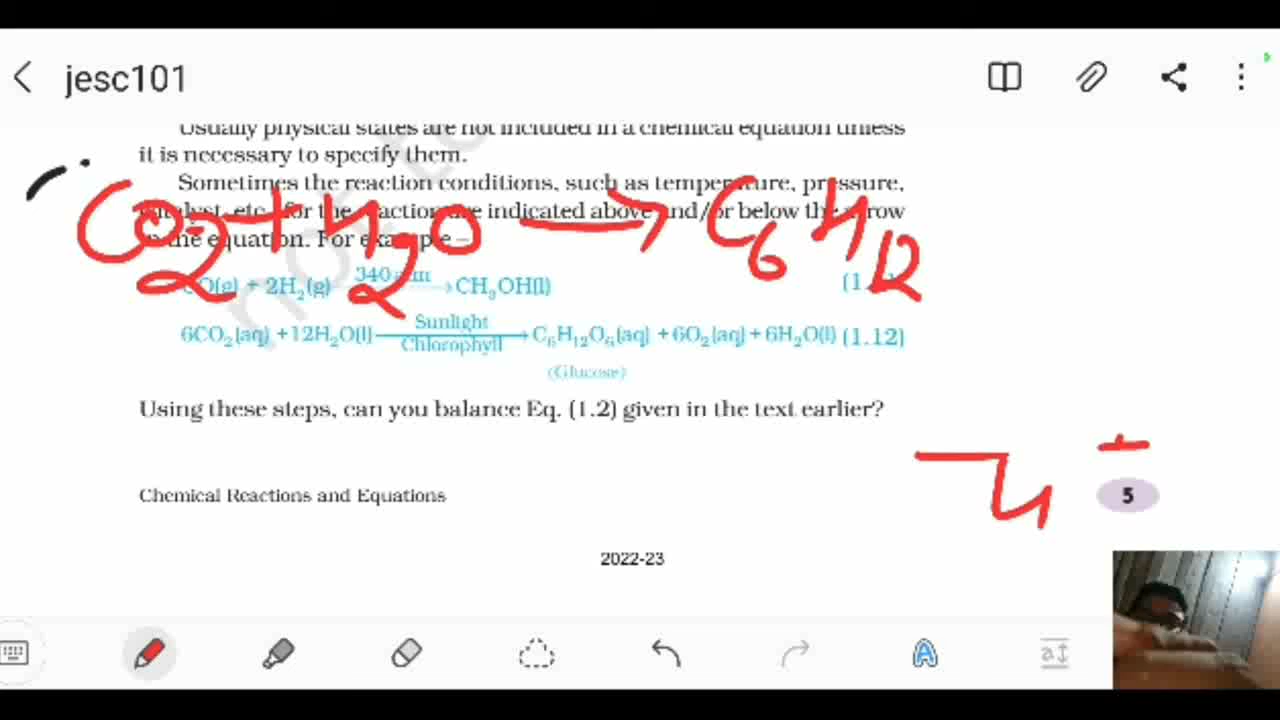 jesc101
Usually physical states are not included in a chemical equation unless
it is necessary to specify them.
Sometimes the reaction conditions, such as temperature, pressure,
catalyst, etc., for the reaction are indicated above and/or below the arrow
in the equation. For example –
CO₂ + H₂O → C₆ H₁₂
CO(g) + 2H₂(g) 340 atm → CH₃OH(l)
6CO₂(aq) +12H₂O(l) Sunlight Chlorophyll → C₆H₁₂O₆(aq) +6O₂(aq)+6H₂O(l) (1.12)
(Glucose)
Using these steps, can you balance Eq. (1.2) given in the text earlier?
Chemical Reactions and Equations
5
2022-23